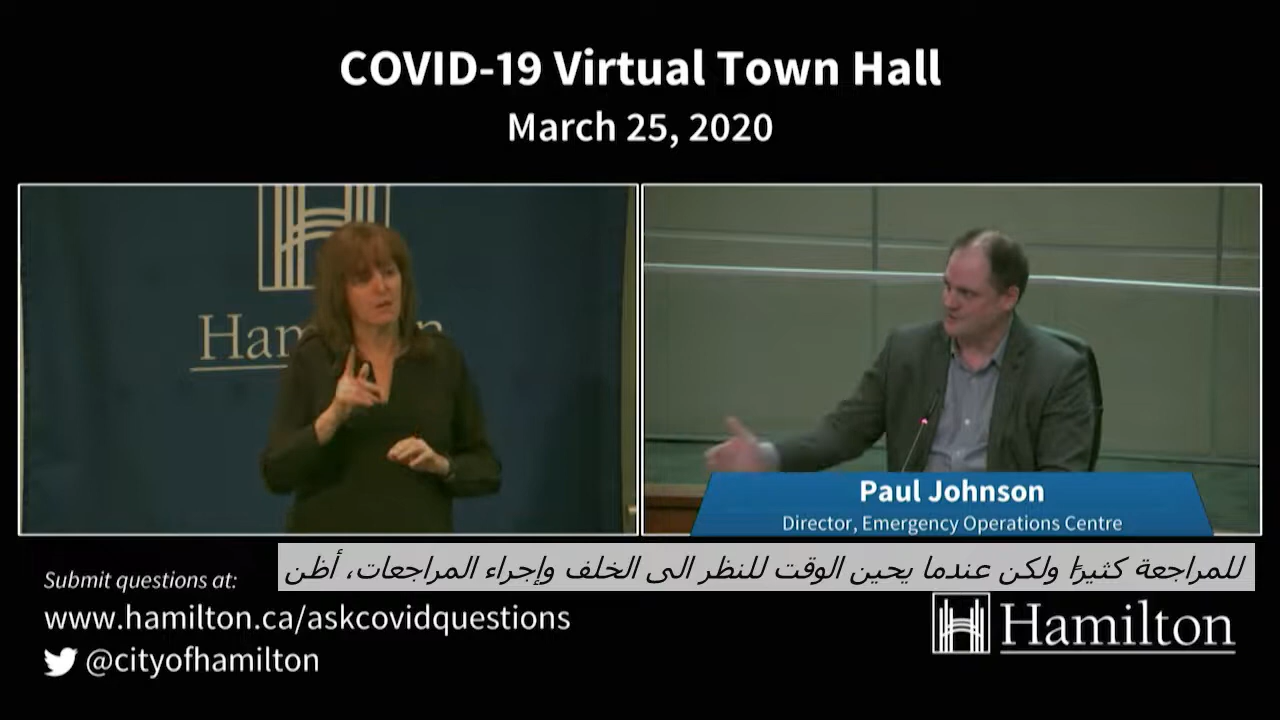 COVID-19 Virtual Town Hall
March 25, 2020
Ham n
Paul Johnson
Director, Emergency Operations Centre
للمراجعة كثيرًا ولكن عندما يحين الوقت للنظر الى الخلف وإجراء المراجعات، أظن
Submit questions at:
www.hamilton.ca/askcovidquestions
@cityofhamilton
Hamilton